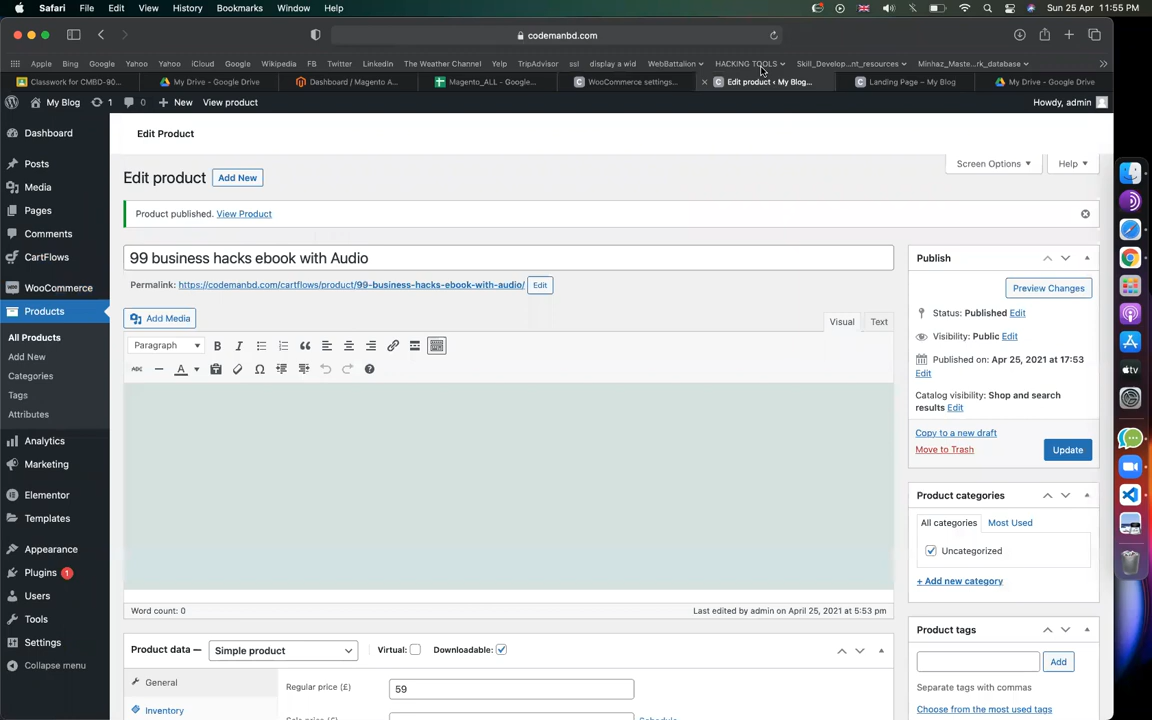 Safari File Edit View History Bookmarks Window Help Sun 25 Apr 11:55 PM
codemanbd.com
Apple Bing Google Yahoo Yahoo iCloud Google Wikipedia FB Twitter LinkedIn The Weather Channel Yelp TripAdvisor ssl display a wid WebBattalion HACKING TOOLS Skill_Develop...nt_resources Minhaz_Maste...rk_database
Classwork for CMBD-90... My Drive - Google Drive Dashboard / Magento A... Magento_ALL - Google... WooCommerce settings... Edit product ‹ My Blog... Landing Page – My Blog My Drive - Google Drive
My Blog 1 0 New View product Howdy, admin
Dashboard
Posts
Media
Pages
Comments
CartFlows
WooCommerce
Products
All Products
Add New
Categories
Tags
Attributes
Analytics
Marketing
Elementor
Templates
Appearance
Plugins 1
Users
Tools
Settings
Collapse menu
Edit Product
Screen Options Help
Edit product Add New
Product published. View Product
99 business hacks ebook with Audio
Permalink: https://codemanbd.com/cartflows/product/99-business-hacks-ebook-with-audio/ Edit
Add Media Visual Text
Paragraph B I
ABC A
Word count: 0 Last edited by admin on April 25, 2021 at 5:53 pm
Product data — Simple product Virtual: Downloadable:
General Regular price (£) 59
Inventory
Publish
Preview Changes
Status: Published Edit
Visibility: Public Edit
Published on: Apr 25, 2021 at 17:53
Edit
Catalog visibility: Shop and search
results Edit
Copy to a new draft
Move to Trash Update
Product categories
All categories Most Used
Uncategorized
+ Add new category
Product tags
Add
Separate tags with commas
Choose from the most used tags
tv